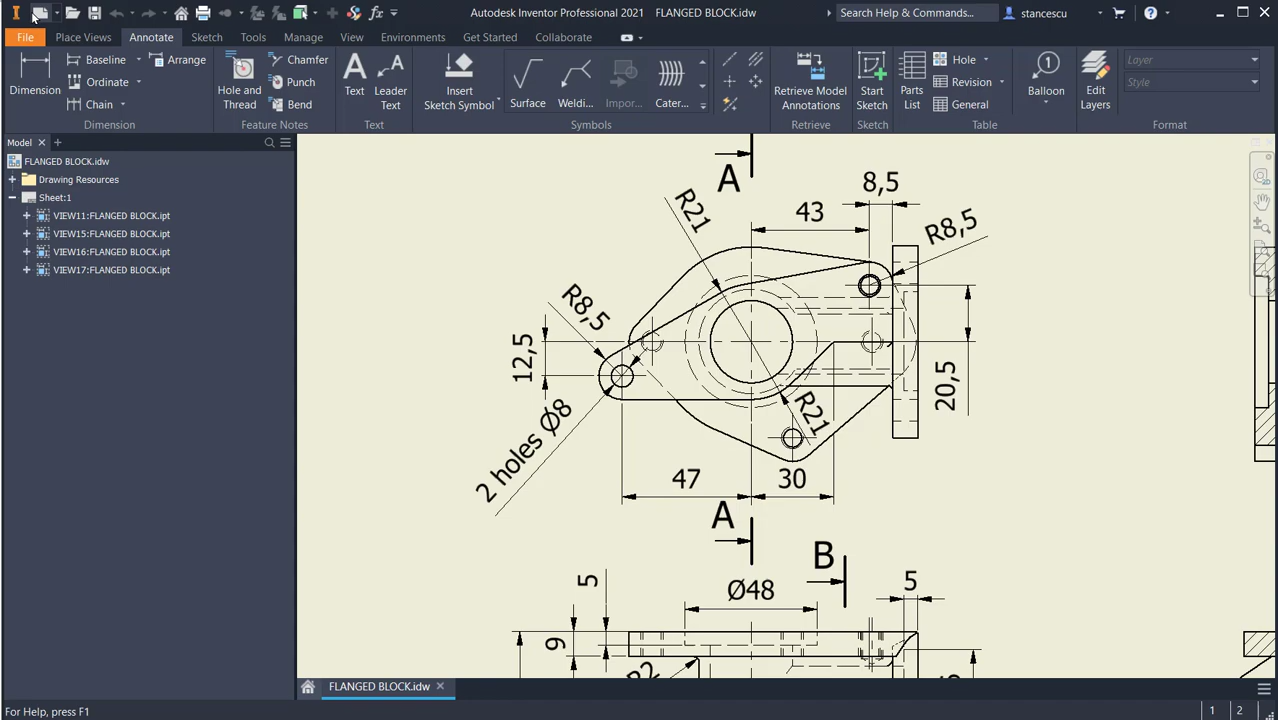 Autodesk Inventor Professional 2021 FLANGED BLOCK.idw
Search Help & Commands...
stancescu
File Place Views Annotate Sketch Tools Manage View Environments Get Started Collaborate
Dimension
Baseline
Ordinate
Chain
Arrange
Dimension
Hole and Thread
Chamfer
Punch
Bend
Feature Notes
Text
Leader Text
Text
Insert Sketch Symbol
Surface
Weldi...
Impor...
Cater...
Symbols
Retrieve Model Annotations
Retrieve
Start Sketch
Sketch
Parts List
Hole
Revision
General
Table
Balloon
Edit Layers
Layer
Style
Format
Model
FLANGED BLOCK.idw
Drawing Resources
Sheet:1
VIEW11:FLANGED BLOCK.ipt
VIEW15:FLANGED BLOCK.ipt
VIEW16:FLANGED BLOCK.ipt
VIEW17:FLANGED BLOCK.ipt
A
R21
43
8,5
R8,5
R8,5
12,5
20,5
R21
2 holes Ø8
47
30
A
B
5
Ø48
5
9
R2
FLANGED BLOCK.idw
For Help, press F1
1 2